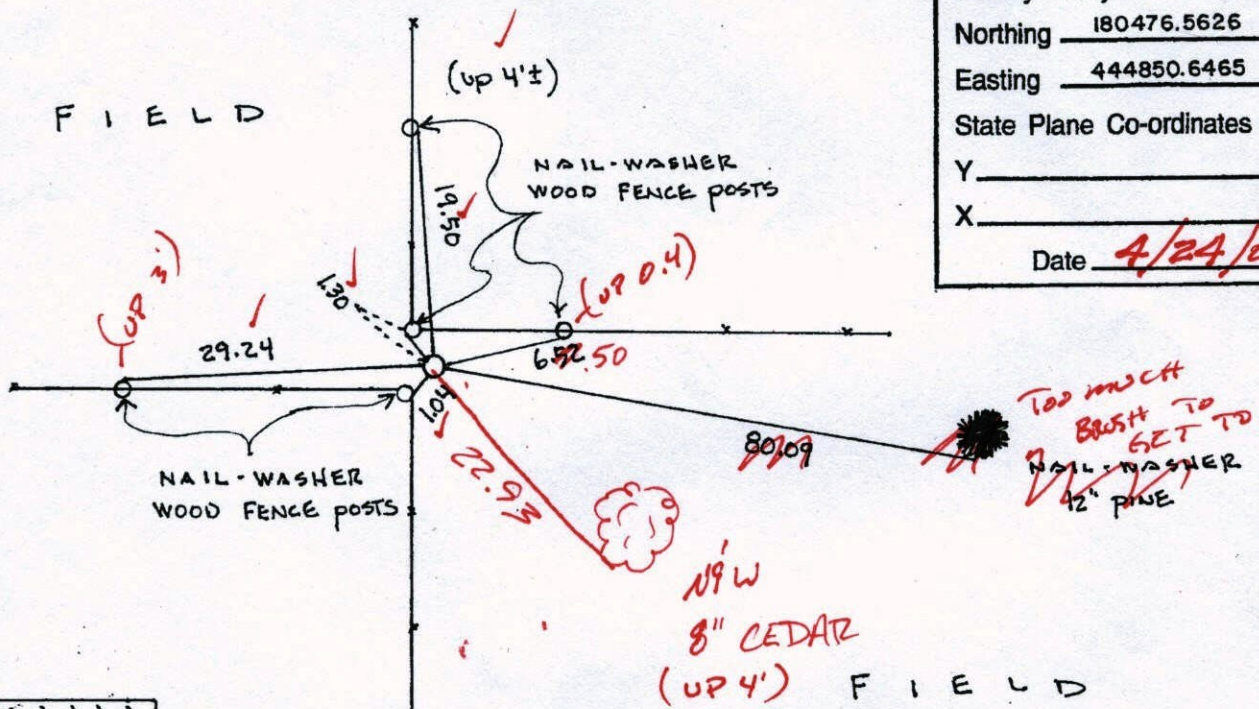 Northing 180476.5626
Easting 444850.6465
State Plane Co-ordinates
Y
X
Date 4/24/2
FIELD
(UP 4'±)
NAIL-WASHER
WOOD FENCE POSTS
19.50
1.30
(UP 0.4)
29.24
6.52
.50
1.04
22.93
80.09
TOO MUCH
BRUSH TO
GET TO
NAIL-WASHER
12" PINE
NAIL-WASHER
WOOD FENCE POSTS
8" CEDAR
(UP 4')
FIELD